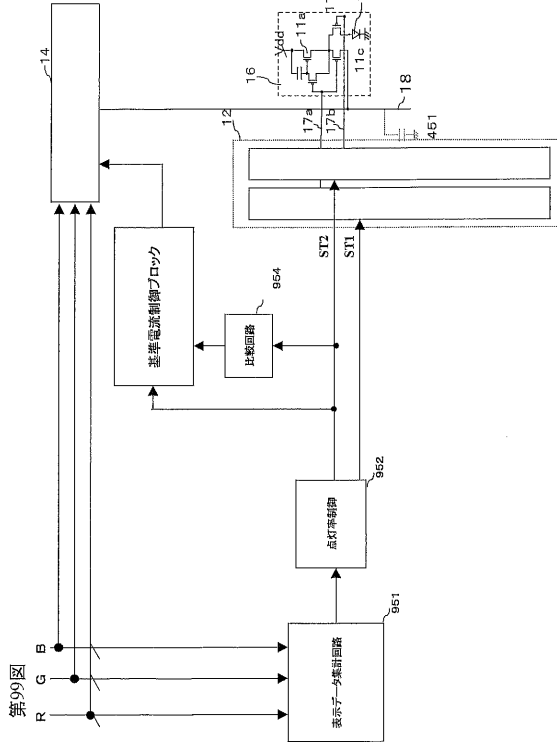 第99図
R
G
B
表示データ集計回路
951
点灯率制御
952
比較回路
954
基準電流制御ブロック
14
ST2
ST1
12
17a
17b
18
451
16
Vdd
11a
11c
1